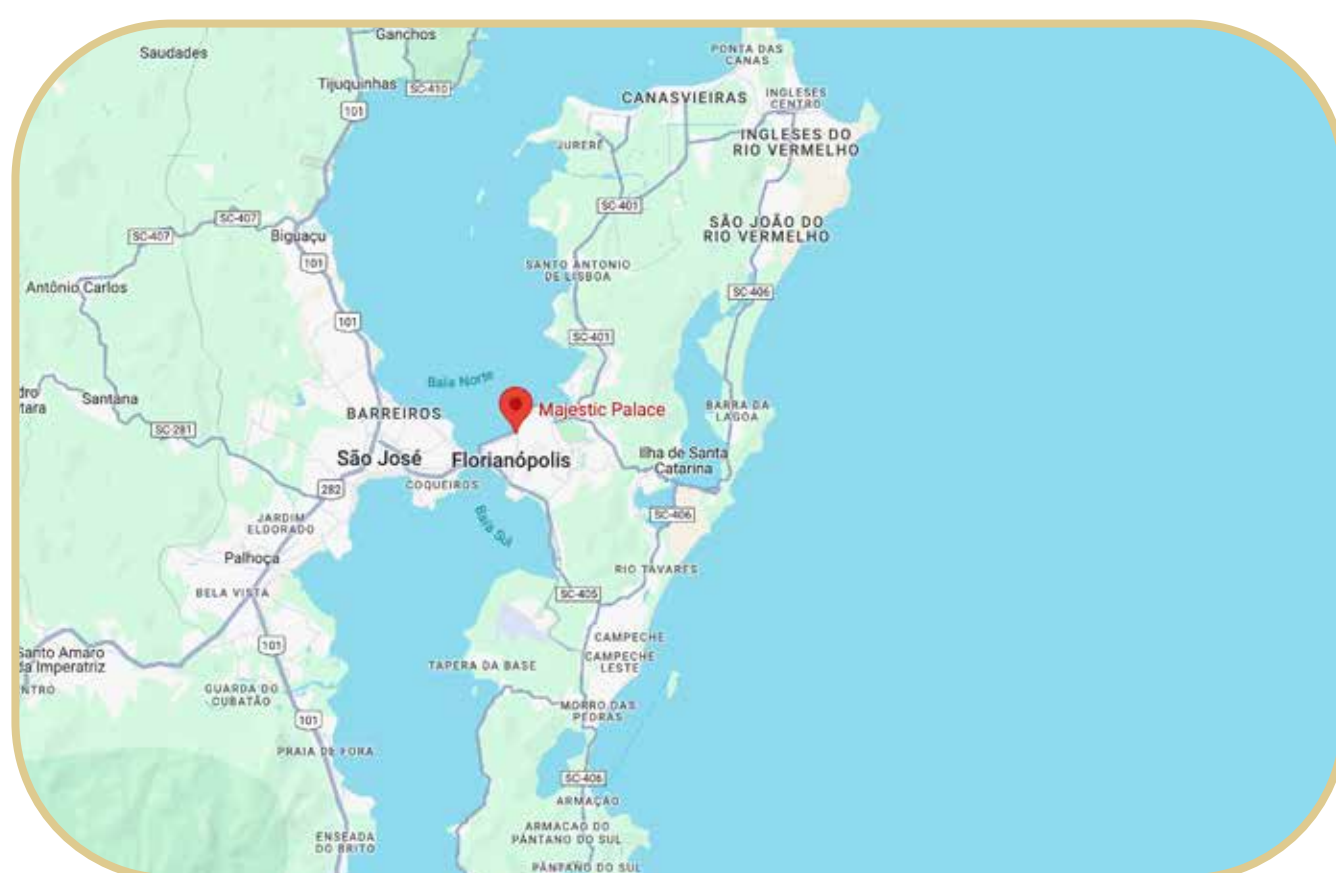 Ganchos
Saudades
PONTA DAS
CANAS
Tijuquinhas
SC-410
101
CANASVIEIRAS
INGLESES
CENTRO
JURERÊ
INGLESES DO
RIO VERMELHO
SC-401
SC-407
SC-407
Biguaçu
SÃO JOÃO DO
RIO VERMELHO
101
SANTO ANTONIO
DE LISBOA
Antônio Carlos
SC-406
101
SC-401
Baía Norte
Santana
Majestic Palace
BARREIROS
BARRA DA
LAGOA
SC-281
São José
Florianópolis
Ilha de Santa
Catarina
COQUEIROS
282
JARDIM
ELDORADO
Baía Sul
SC-406
Palhoça
RIO TAVARES
BELA VISTA
SC-405
101
CAMPECHE
Santo Amaro
da Imperatriz
CAMPECHE
LESTE
TAPERA DA BASE
GUARDA DO
CUBATÃO
MORRO DAS
PEDRAS
101
PRAIA DE FORA
SC-406
ARMAÇÃO
ENSEADA
DO BRITO
ARMACAO DO
PÂNTANO DO SUL
PÂNTANO DO SUL